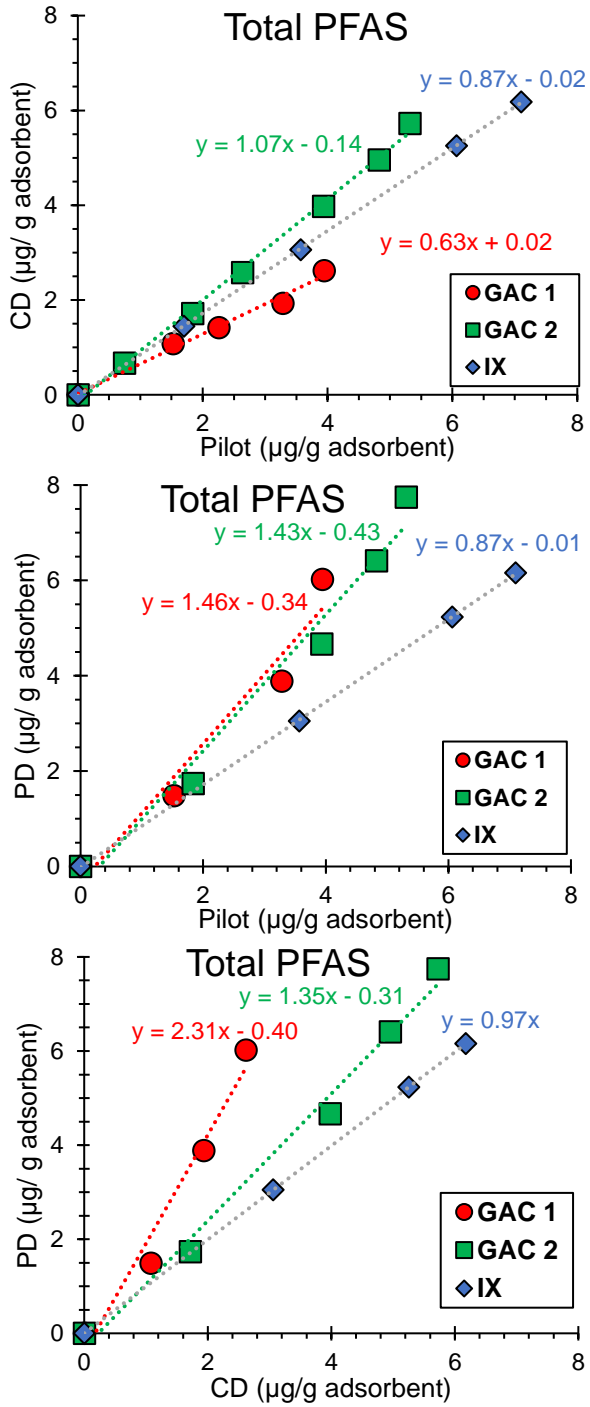 Total PFAS
8
6
4
2
0
CD (µg/ g adsorbent)
y = 0.87x - 0.02
y = 1.07x - 0.14
y = 0.63x + 0.02
GAC 1
GAC 2
IX
0 2 4 6 8
Pilot (µg/g adsorbent)
Total PFAS
8
6
4
2
0
PD (µg/ g adsorbent)
y = 1.43x - 0.43
y = 0.87x - 0.01
y = 1.46x - 0.34
GAC 1
GAC 2
IX
0 2 4 6 8
Pilot (µg/g adsorbent)
Total PFAS
8
6
4
2
0
PD (µg/ g adsorbent)
y = 1.35x - 0.31
y = 0.97x
y = 2.31x - 0.40
GAC 1
GAC 2
IX
0 2 4 6 8
CD (µg/g adsorbent)